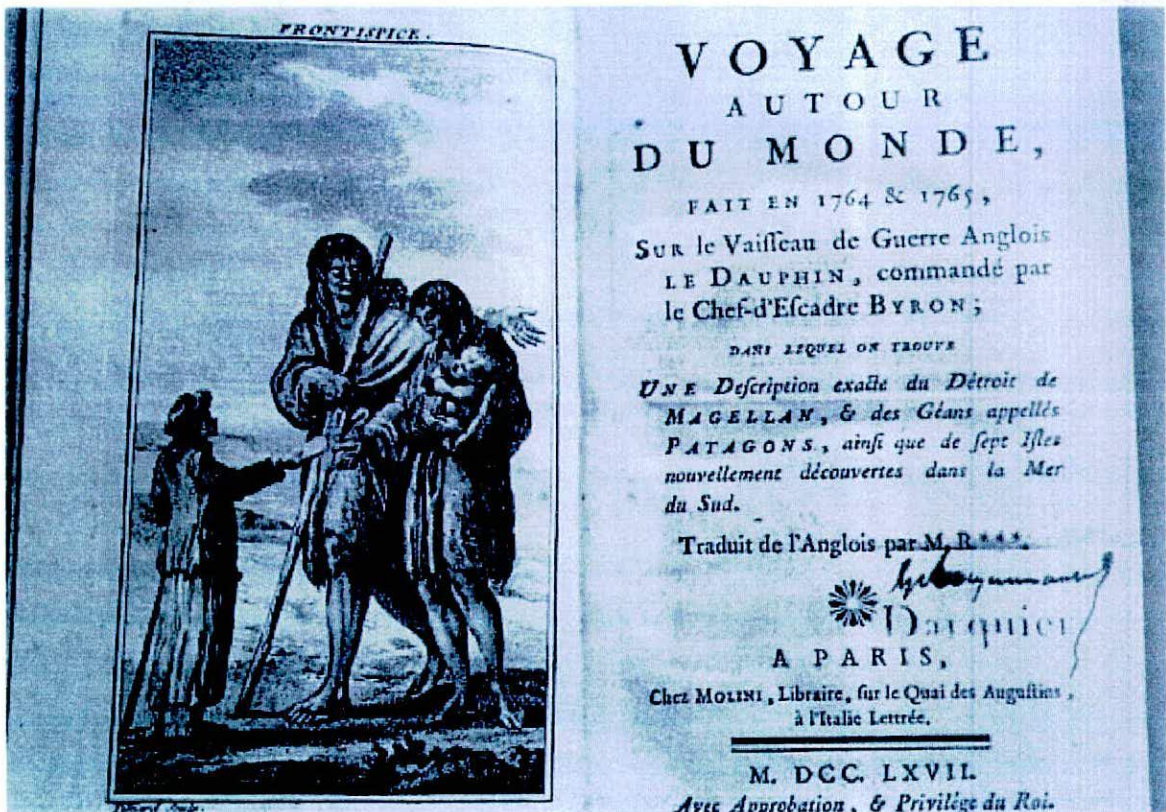 FRONTISPICE.
VOYAGE
AUTOUR
DU MONDE,
FAIT EN 1764 & 1765,
SUR le Vaiſſeau de Guerre Anglois
LE DAUPHIN, commandé par
le Chef-d'Eſcadre BYRON;
DANS LEQUEL ON TROUVE
UNE Deſcription exacte du Détroit de
MAGELLAN, & des Géans appellés
PATAGONS, ainſi que de ſept Iſles
nouvellement découvertes dans la Mer
du Sud.
Traduit de l'Anglois par M. R***.
Darquier
A PARIS,
Chez MOLINI, Libraire, ſur le Quai des Auguſtins,
à l'Italie Lettrée.
M. DCC. LXVII.
Avec Approbation, & Privilége du Roi.